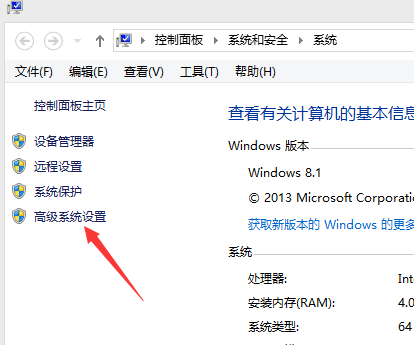 控制面板 系统和安全 系统
文件(F) 编辑(E) 查看(V) 工具(T) 帮助(H)
控制面板主页
设备管理器
远程设置
系统保护
高级系统设置
查看有关计算机的基本信息
Windows 版本
Windows 8.1
© 2013 Microsoft Corporatio
获取新版本的 Windows 的更多
系统
处理器: Inte
安装内存(RAM): 4.0
系统类型: 64